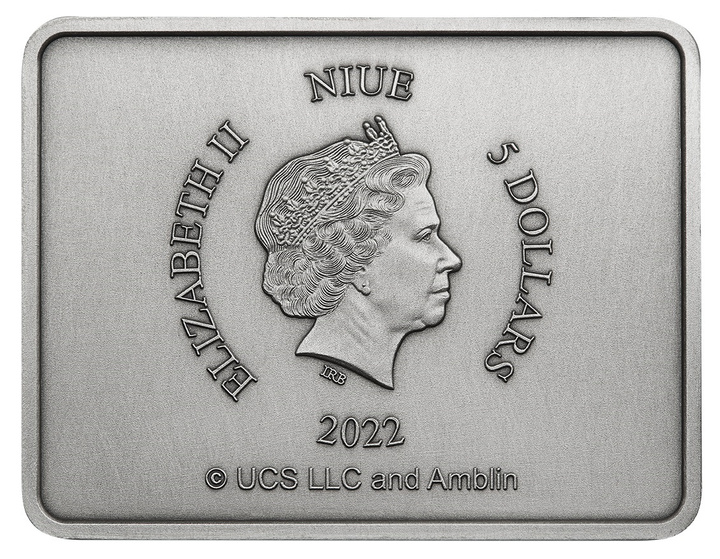 NIUE
ELIZABETH II
5 DOLLARS
IRB
2022
© UCS LLC and Amblin